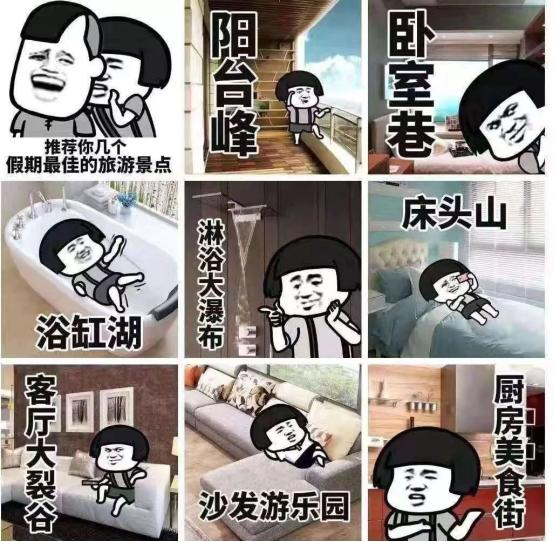 推荐你几个
假期最佳的旅游景点
阳台峰
卧室巷
浴缸湖
淋浴大瀑布
床头山
客厅大裂谷
沙发游乐园
厨房美食街